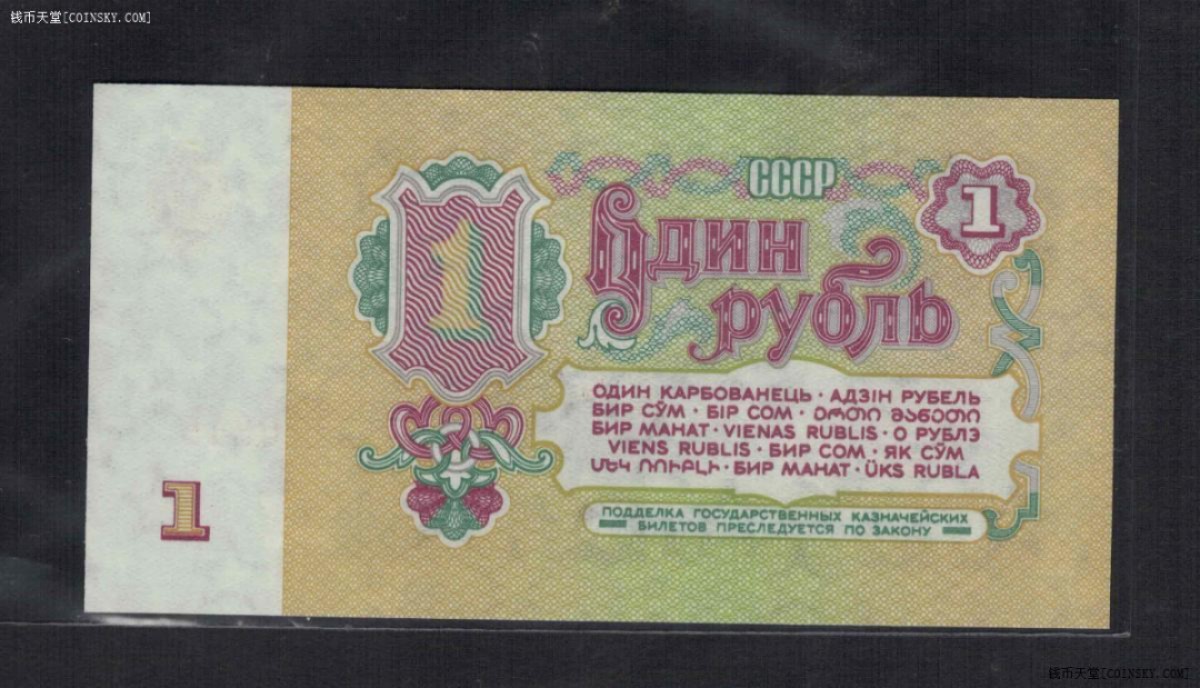 钱币天堂[COINSKY.COM]
СССР
1
1
Один
рубль
ОДИН КАРБОВАНЕЦЬ · АДЗІН РУБЕЛЬ
БИР СЎМ · БІР СОМ · ᲔᲠᲗᲘ ᲛᲐᲜᲔᲗᲘ
БИР МАНАТ · VIENAS RUBLIS · О РУБЛЭ
VIENS RUBLIS · БИР СОМ · ЯК СӮМ
ՄԵԿ ՌՈՒԲԼԻ · БИР МАНАТ · ÜKS RUBLA
1
ПОДДЕЛКА ГОСУДАРСТВЕННЫХ КАЗНАЧЕЙСКИХ
БИЛЕТОВ ПРЕСЛЕДУЕТСЯ ПО ЗАКОНУ
钱币天堂[COINSKY.COM]